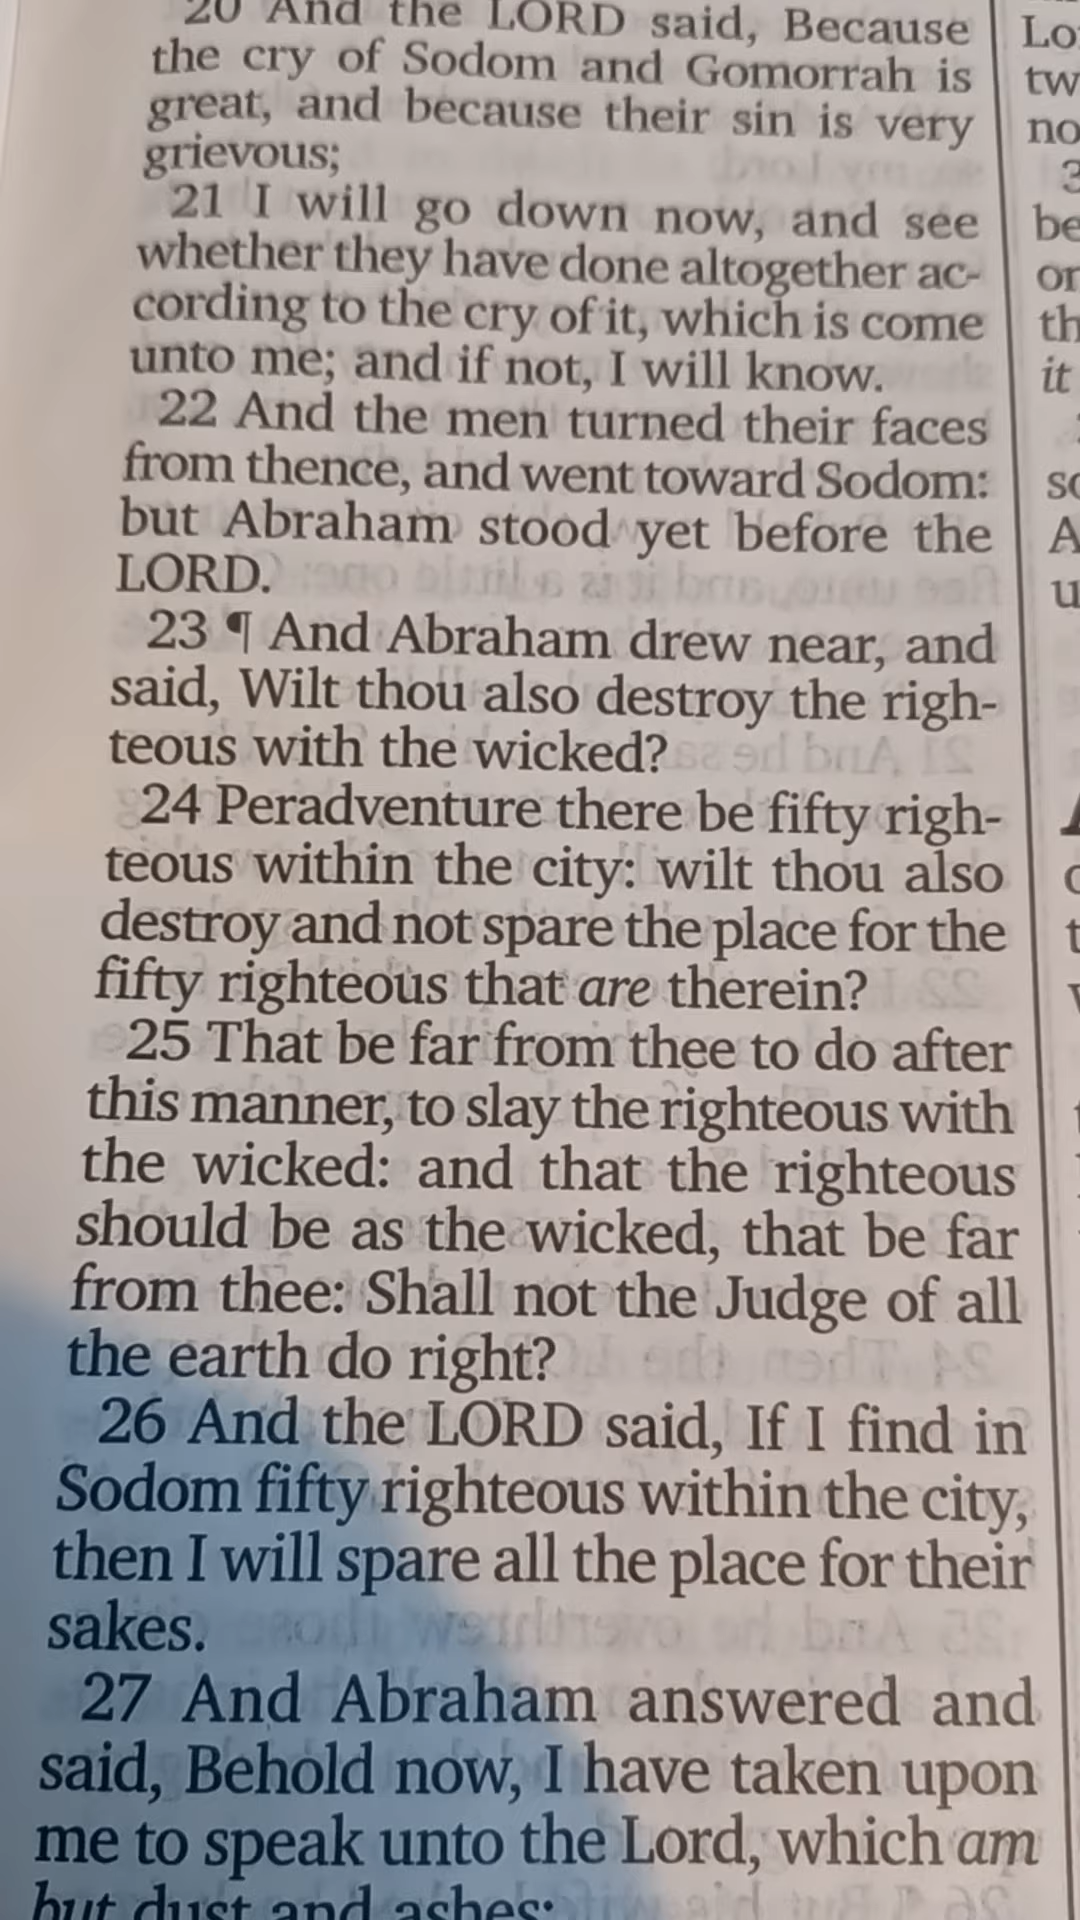 20 And the LORD said, Because
the cry of Sodom and Gomorrah is
great, and because their sin is very
grievous;
21 I will go down now, and see
whether they have done altogether ac-
cording to the cry of it, which is come
unto me; and if not, I will know.
22 And the men turned their faces
from thence, and went toward Sodom:
but Abraham stood yet before the
LORD.
23 ¶ And Abraham drew near, and
said, Wilt thou also destroy the righ-
teous with the wicked?
24 Peradventure there be fifty righ-
teous within the city: wilt thou also
destroy and not spare the place for the
fifty righteous that are therein?
25 That be far from thee to do after
this manner, to slay the righteous with
the wicked: and that the righteous
should be as the wicked, that be far
from thee: Shall not the Judge of all
the earth do right?
26 And the LORD said, If I find in
Sodom fifty righteous within the city,
then I will spare all the place for their
sakes.
27 And Abraham answered and
said, Behold now, I have taken upon
me to speak unto the Lord, which am
but dust and ashes:
it